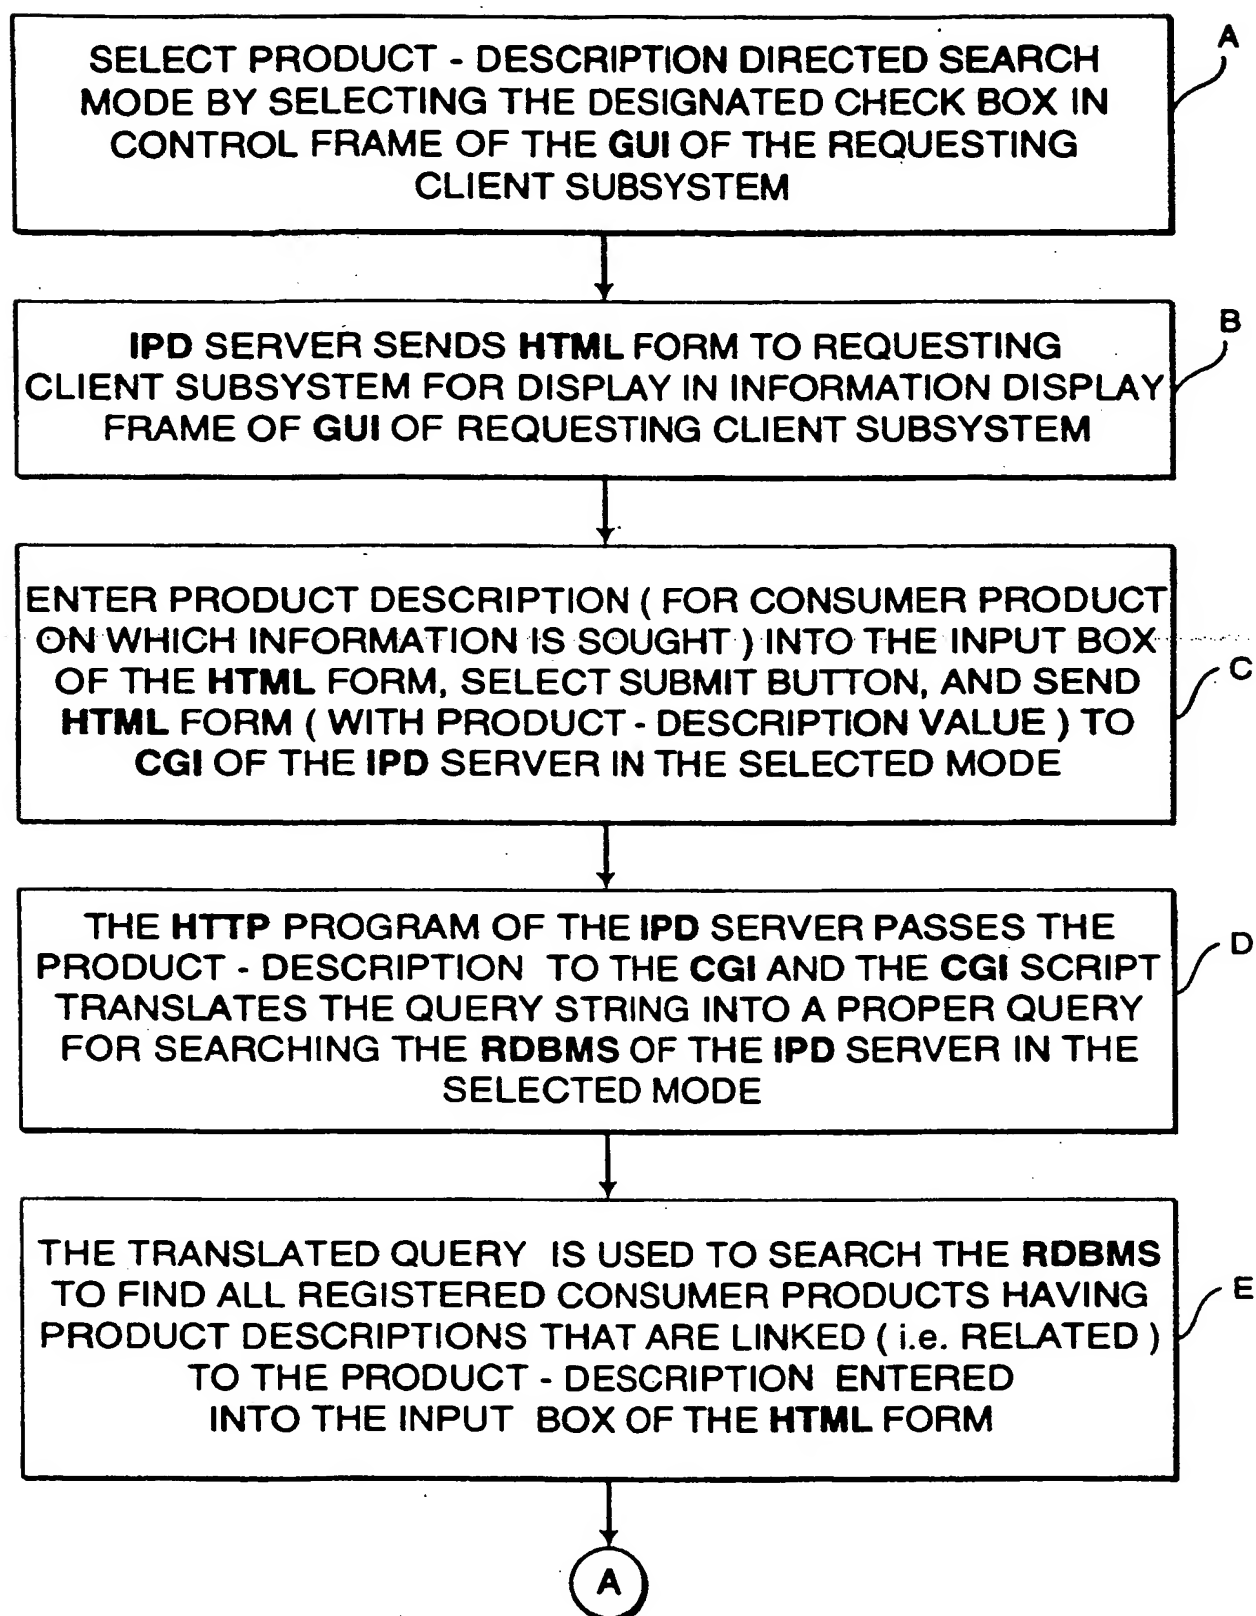 SELECT PRODUCT - DESCRIPTION DIRECTED SEARCH
MODE BY SELECTING THE DESIGNATED CHECK BOX IN
CONTROL FRAME OF THE GUI OF THE REQUESTING
CLIENT SUBSYSTEM
A
IPD SERVER SENDS HTML FORM TO REQUESTING
CLIENT SUBSYSTEM FOR DISPLAY IN INFORMATION DISPLAY
FRAME OF GUI OF REQUESTING CLIENT SUBSYSTEM
B
ENTER PRODUCT DESCRIPTION ( FOR CONSUMER PRODUCT
ON WHICH INFORMATION IS SOUGHT ) INTO THE INPUT BOX
OF THE HTML FORM, SELECT SUBMIT BUTTON, AND SEND
HTML FORM ( WITH PRODUCT - DESCRIPTION VALUE ) TO
CGI OF THE IPD SERVER IN THE SELECTED MODE
C
THE HTTP PROGRAM OF THE IPD SERVER PASSES THE
PRODUCT - DESCRIPTION TO THE CGI AND THE CGI SCRIPT
TRANSLATES THE QUERY STRING INTO A PROPER QUERY
FOR SEARCHING THE RDBMS OF THE IPD SERVER IN THE
SELECTED MODE
D
THE TRANSLATED QUERY IS USED TO SEARCH THE RDBMS
TO FIND ALL REGISTERED CONSUMER PRODUCTS HAVING
PRODUCT DESCRIPTIONS THAT ARE LINKED ( i.e. RELATED )
TO THE PRODUCT - DESCRIPTION ENTERED
INTO THE INPUT BOX OF THE HTML FORM
E
A